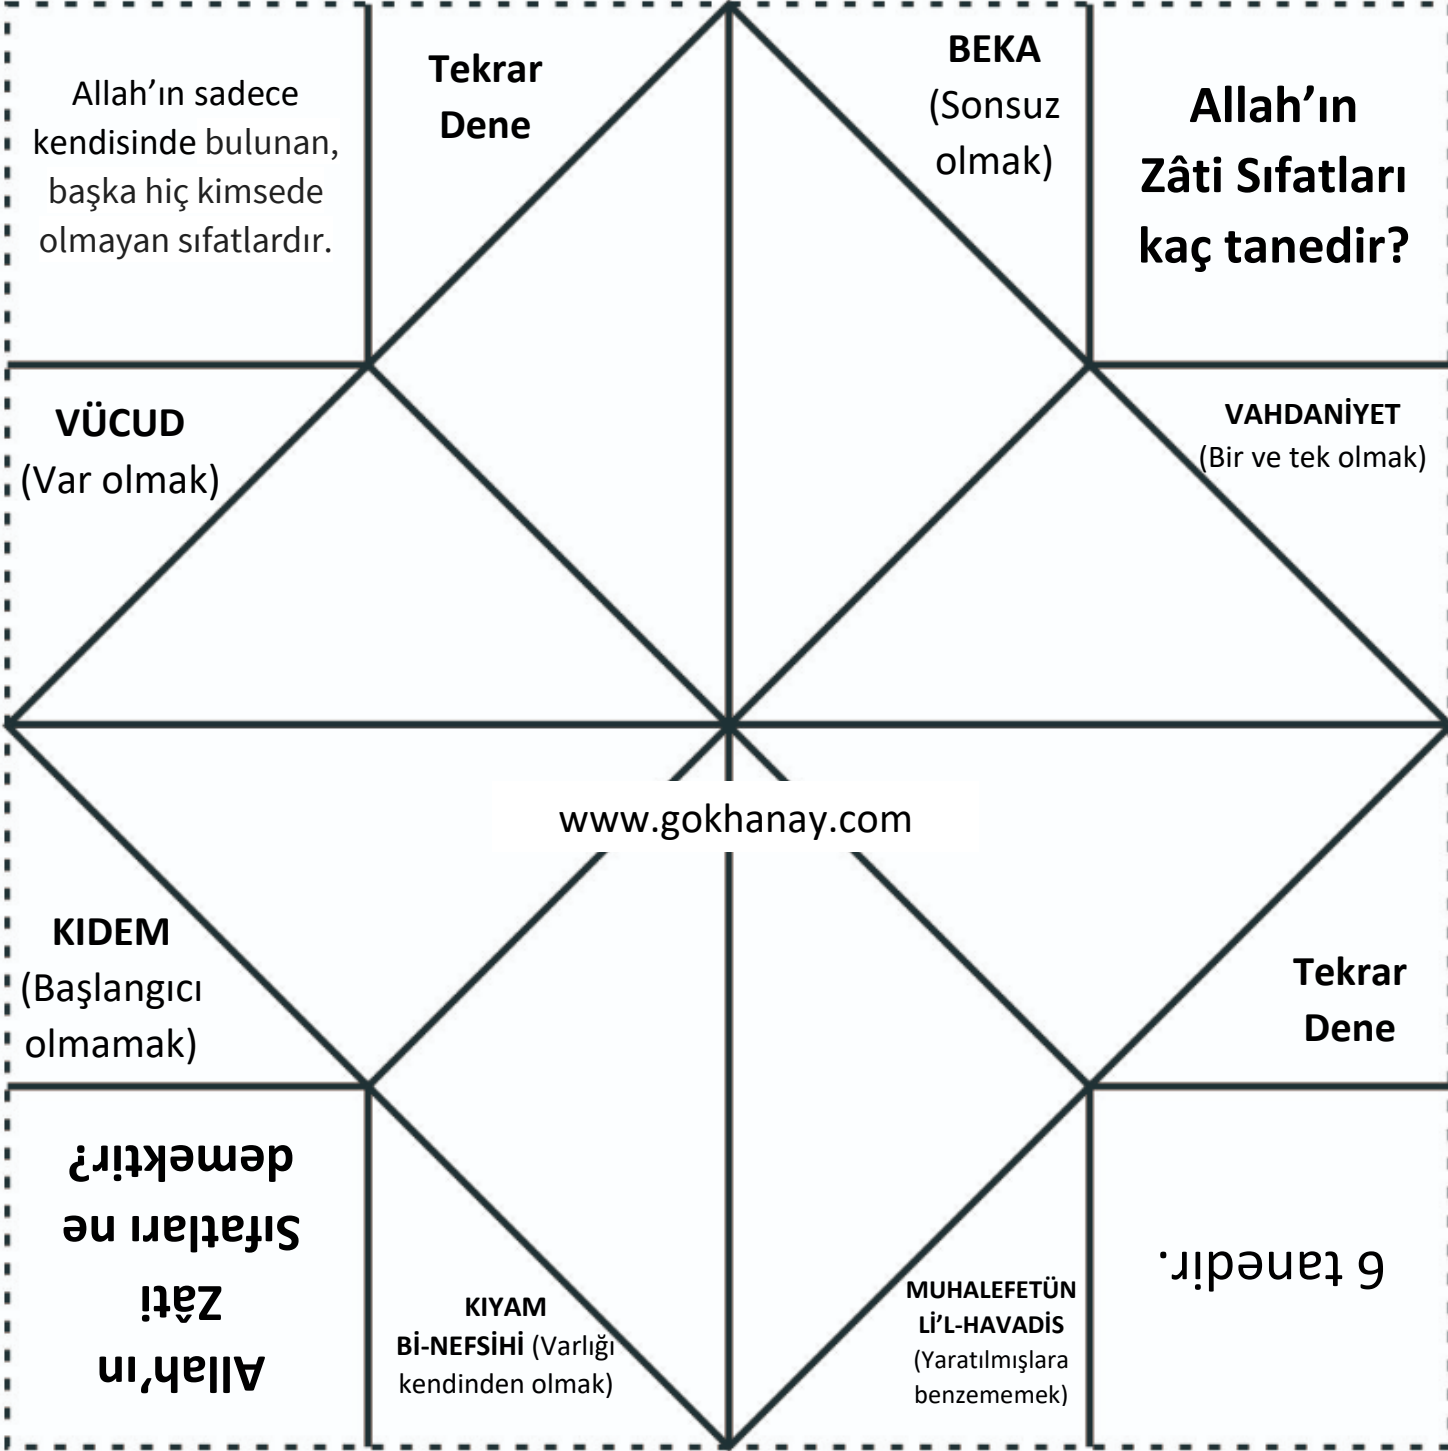 Allah’ın sadece
kendisinde bulunan,
başka hiç kimsede
olmayan sıfatlardır.
Tekrar
Dene
BEKA
(Sonsuz
olmak)
Allah’ın
Zâti Sıfatları
kaç tanedir?
VÜCUD
(Var olmak)
VAHDANİYET
(Bir ve tek olmak)
www.gokhanay.com
KIDEM
(Başlangıcı
olmamak)
Tekrar
Dene
Allah’ın
Zâti
Sıfatları ne
demektir?
KIYAM
Bİ-NEFSİHİ (Varlığı
kendinden olmak)
MUHALEFETÜN
Lİ’L-HAVADİS
(Yaratılmışlara
benzememek)
6 tanedir.